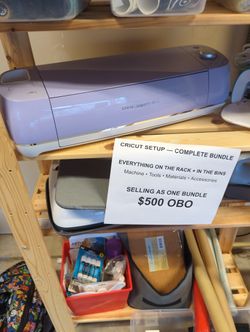 CRICUT SETUP — COMPLETE BUNDLE
EVERYTHING ON THE RACK + IN THE BINS
Machine • Tools • Materials • Accessories
SELLING AS ONE BUNDLE
$500 OBO